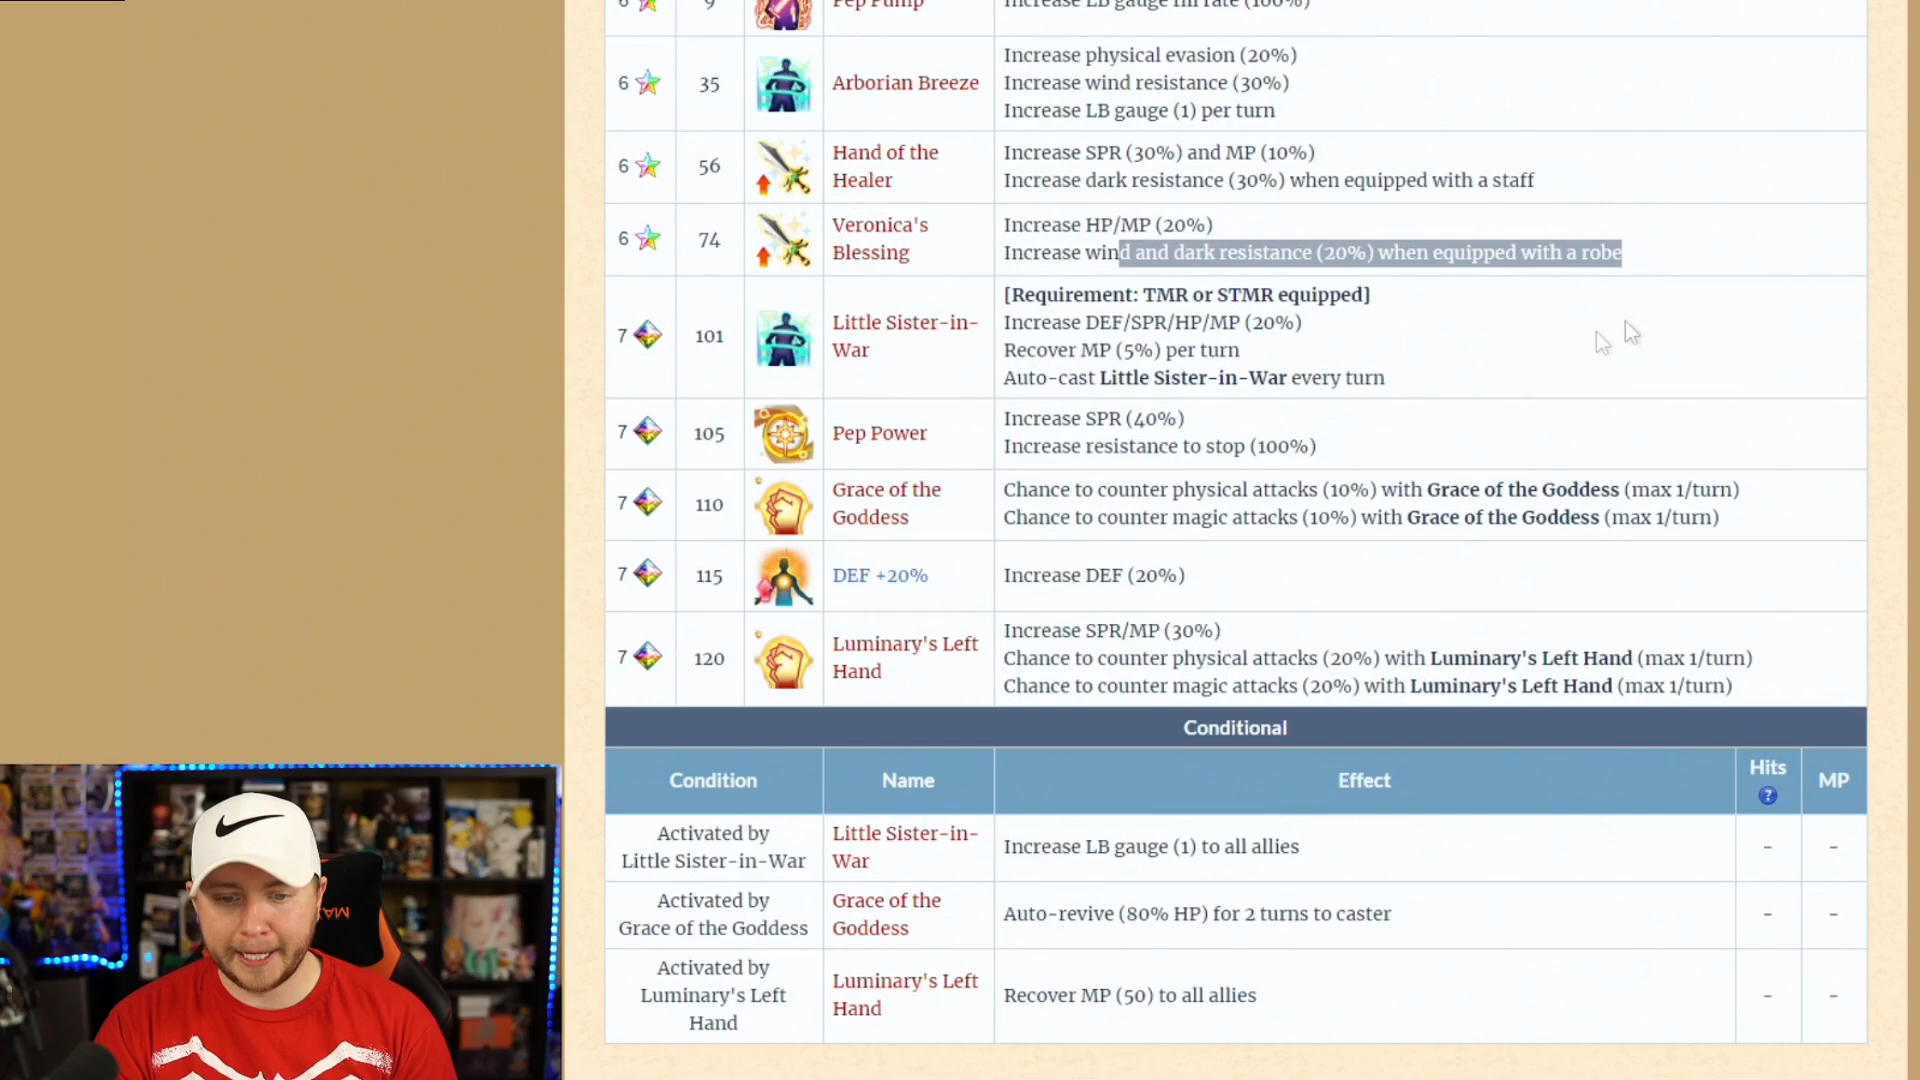 6 9 Pep Pump Increase LB gauge fill rate (100%)
6 35 Arborian Breeze
Increase physical evasion (20%)
Increase wind resistance (30%)
Increase LB gauge (1) per turn
6 56 Hand of the
Healer
Increase SPR (30%) and MP (10%)
Increase dark resistance (30%) when equipped with a staff
6 74 Veronica's
Blessing
Increase HP/MP (20%)
Increase wind and dark resistance (20%) when equipped with a robe
7 101 Little Sister-in-
War
[Requirement: TMR or STMR equipped]
Increase DEF/SPR/HP/MP (20%)
Recover MP (5%) per turn
Auto-cast Little Sister-in-War every turn
7 105 Pep Power
Increase SPR (40%)
Increase resistance to stop (100%)
7 110 Grace of the
Goddess
Chance to counter physical attacks (10%) with Grace of the Goddess (max 1/turn)
Chance to counter magic attacks (10%) with Grace of the Goddess (max 1/turn)
7 115 DEF +20% Increase DEF (20%)
7 120 Luminary's Left
Hand
Increase SPR/MP (30%)
Chance to counter physical attacks (20%) with Luminary's Left Hand (max 1/turn)
Chance to counter magic attacks (20%) with Luminary's Left Hand (max 1/turn)
Conditional
Condition Name Effect Hits ? MP
Activated by
Little Sister-in-War
Little Sister-in-
War
Increase LB gauge (1) to all allies - -
Activated by
Grace of the Goddess
Grace of the
Goddess
Auto-revive (80% HP) for 2 turns to caster - -
Activated by
Luminary's Left
Hand
Luminary's Left
Hand
Recover MP (50) to all allies - -